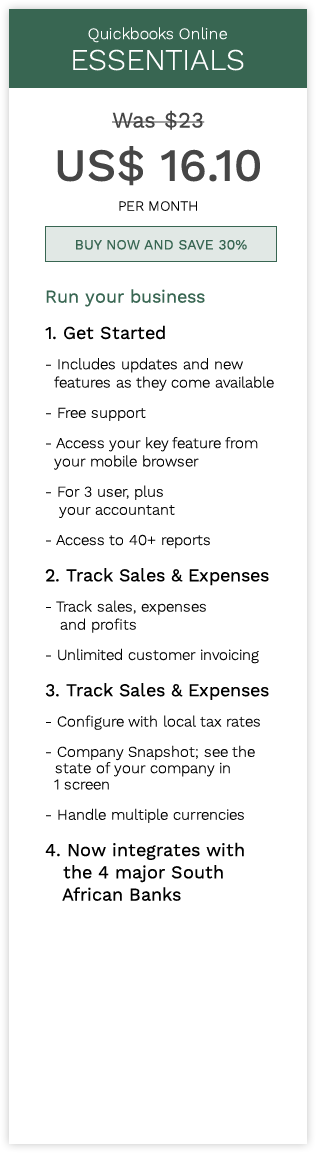 Quickbooks Online
ESSENTIALS
Was $23
US$ 16.10
PER MONTH
BUY NOW AND SAVE 30%
Run your business
1. Get Started
- Includes updates and new
features as they come available
- Free support
- Access your key feature from
your mobile browser
- For 3 user, plus
your accountant
- Access to 40+ reports
2. Track Sales & Expenses
- Track sales, expenses
and profits
- Unlimited customer invoicing
3. Track Sales & Expenses
- Configure with local tax rates
- Company Snapshot; see the
state of your company in
1 screen
- Handle multiple currencies
4. Now integrates with
the 4 major South
African Banks